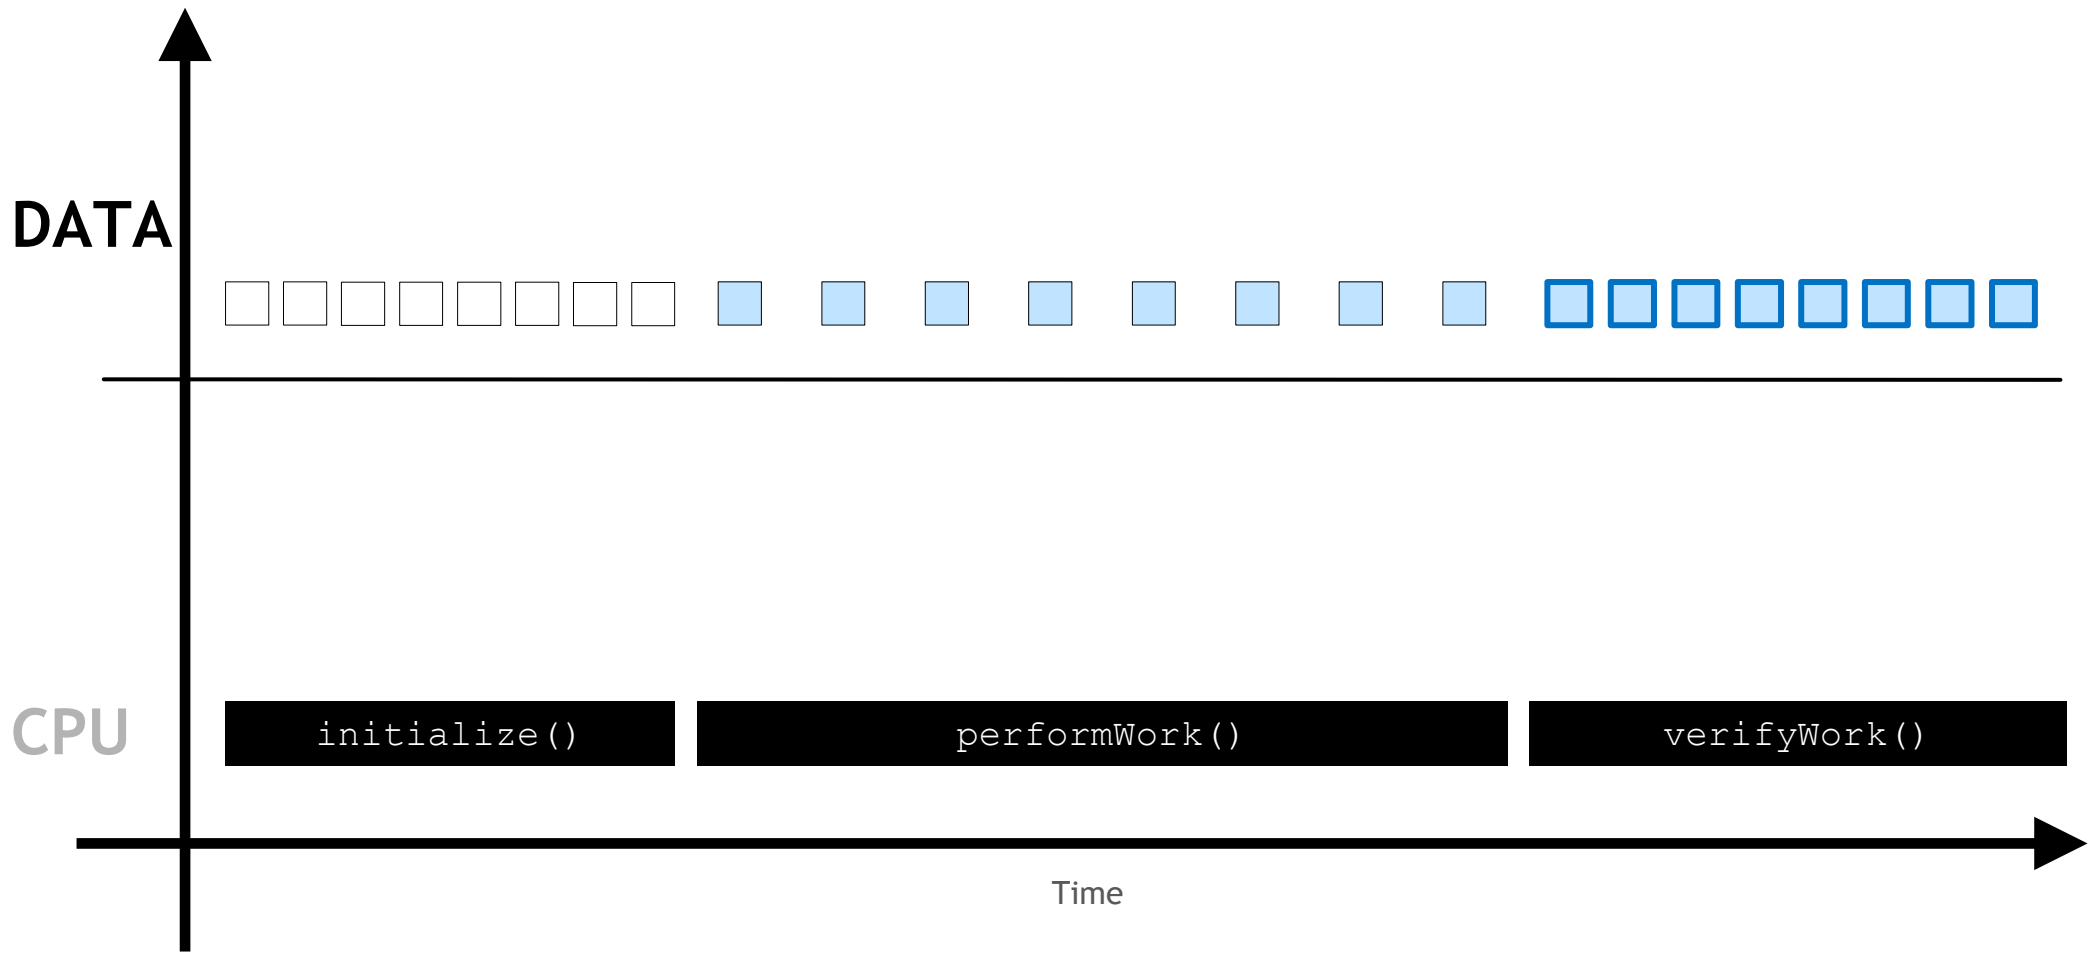 DATA
CPU
initialize()
performWork()
verifyWork()
Time